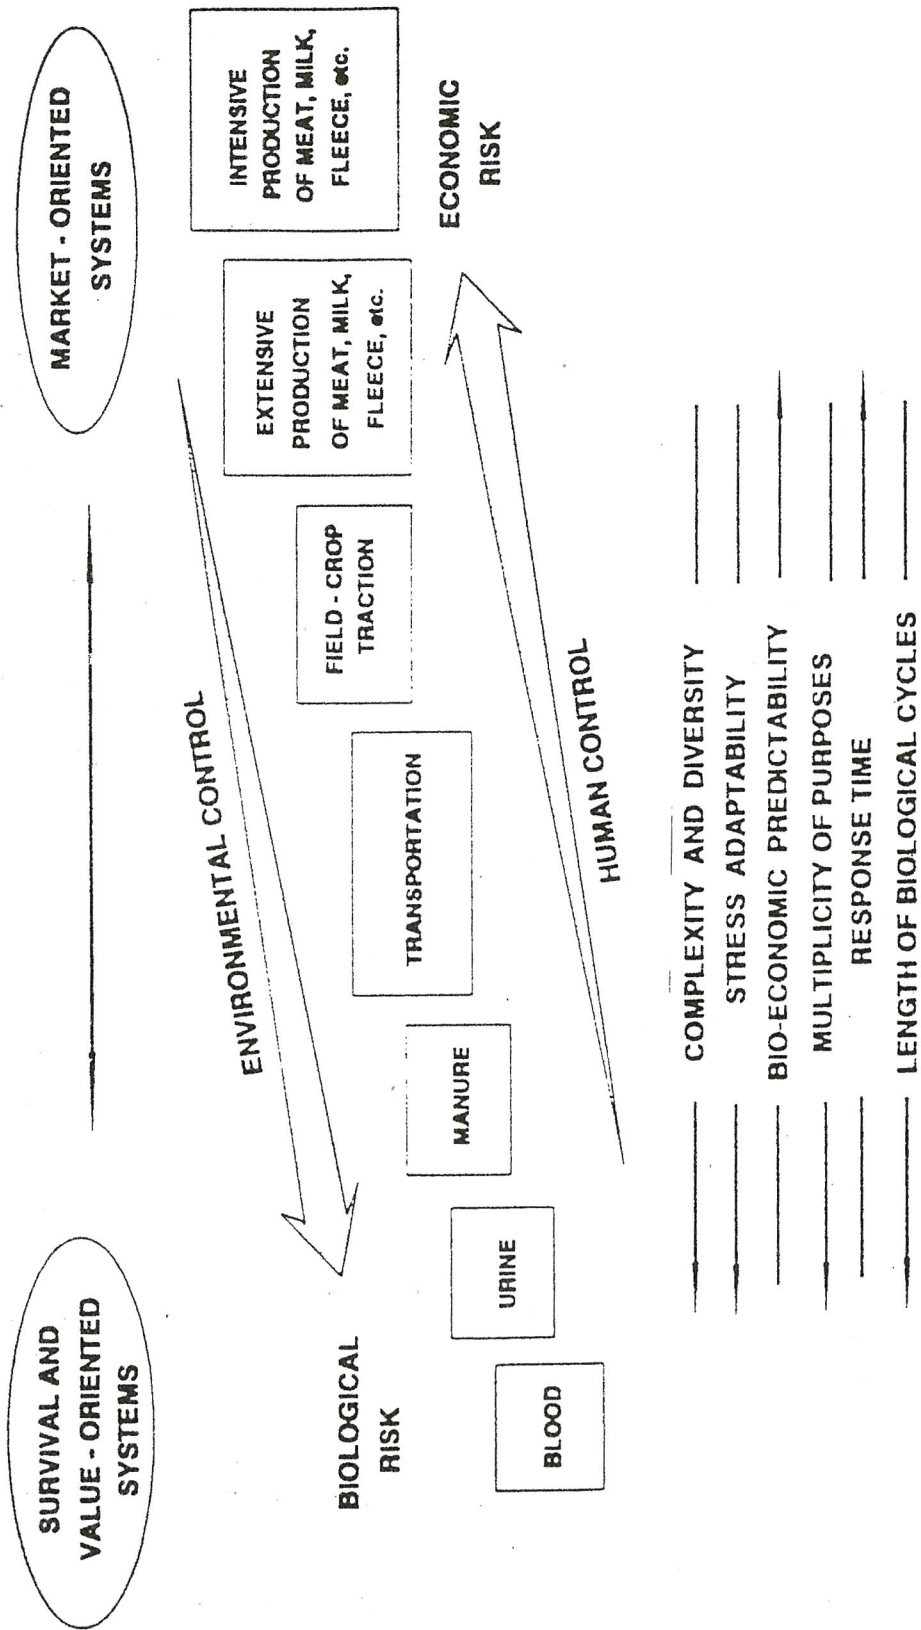 SURVIVAL AND
VALUE - ORIENTED
SYSTEMS
MARKET - ORIENTED
SYSTEMS
ENVIRONMENTAL CONTROL
BIOLOGICAL
RISK
BLOOD
URINE
MANURE
TRANSPORTATION
FIELD - CROP
TRACTION
EXTENSIVE
PRODUCTION
OF MEAT, MILK,
FLEECE, etc.
INTENSIVE
PRODUCTION
OF MEAT, MILK,
FLEECE, etc.
ECONOMIC
RISK
HUMAN CONTROL
COMPLEXITY AND DIVERSITY
STRESS ADAPTABILITY
BIO-ECONOMIC PREDICTABILITY
MULTIPLICITY OF PURPOSES
RESPONSE TIME
LENGTH OF BIOLOGICAL CYCLES